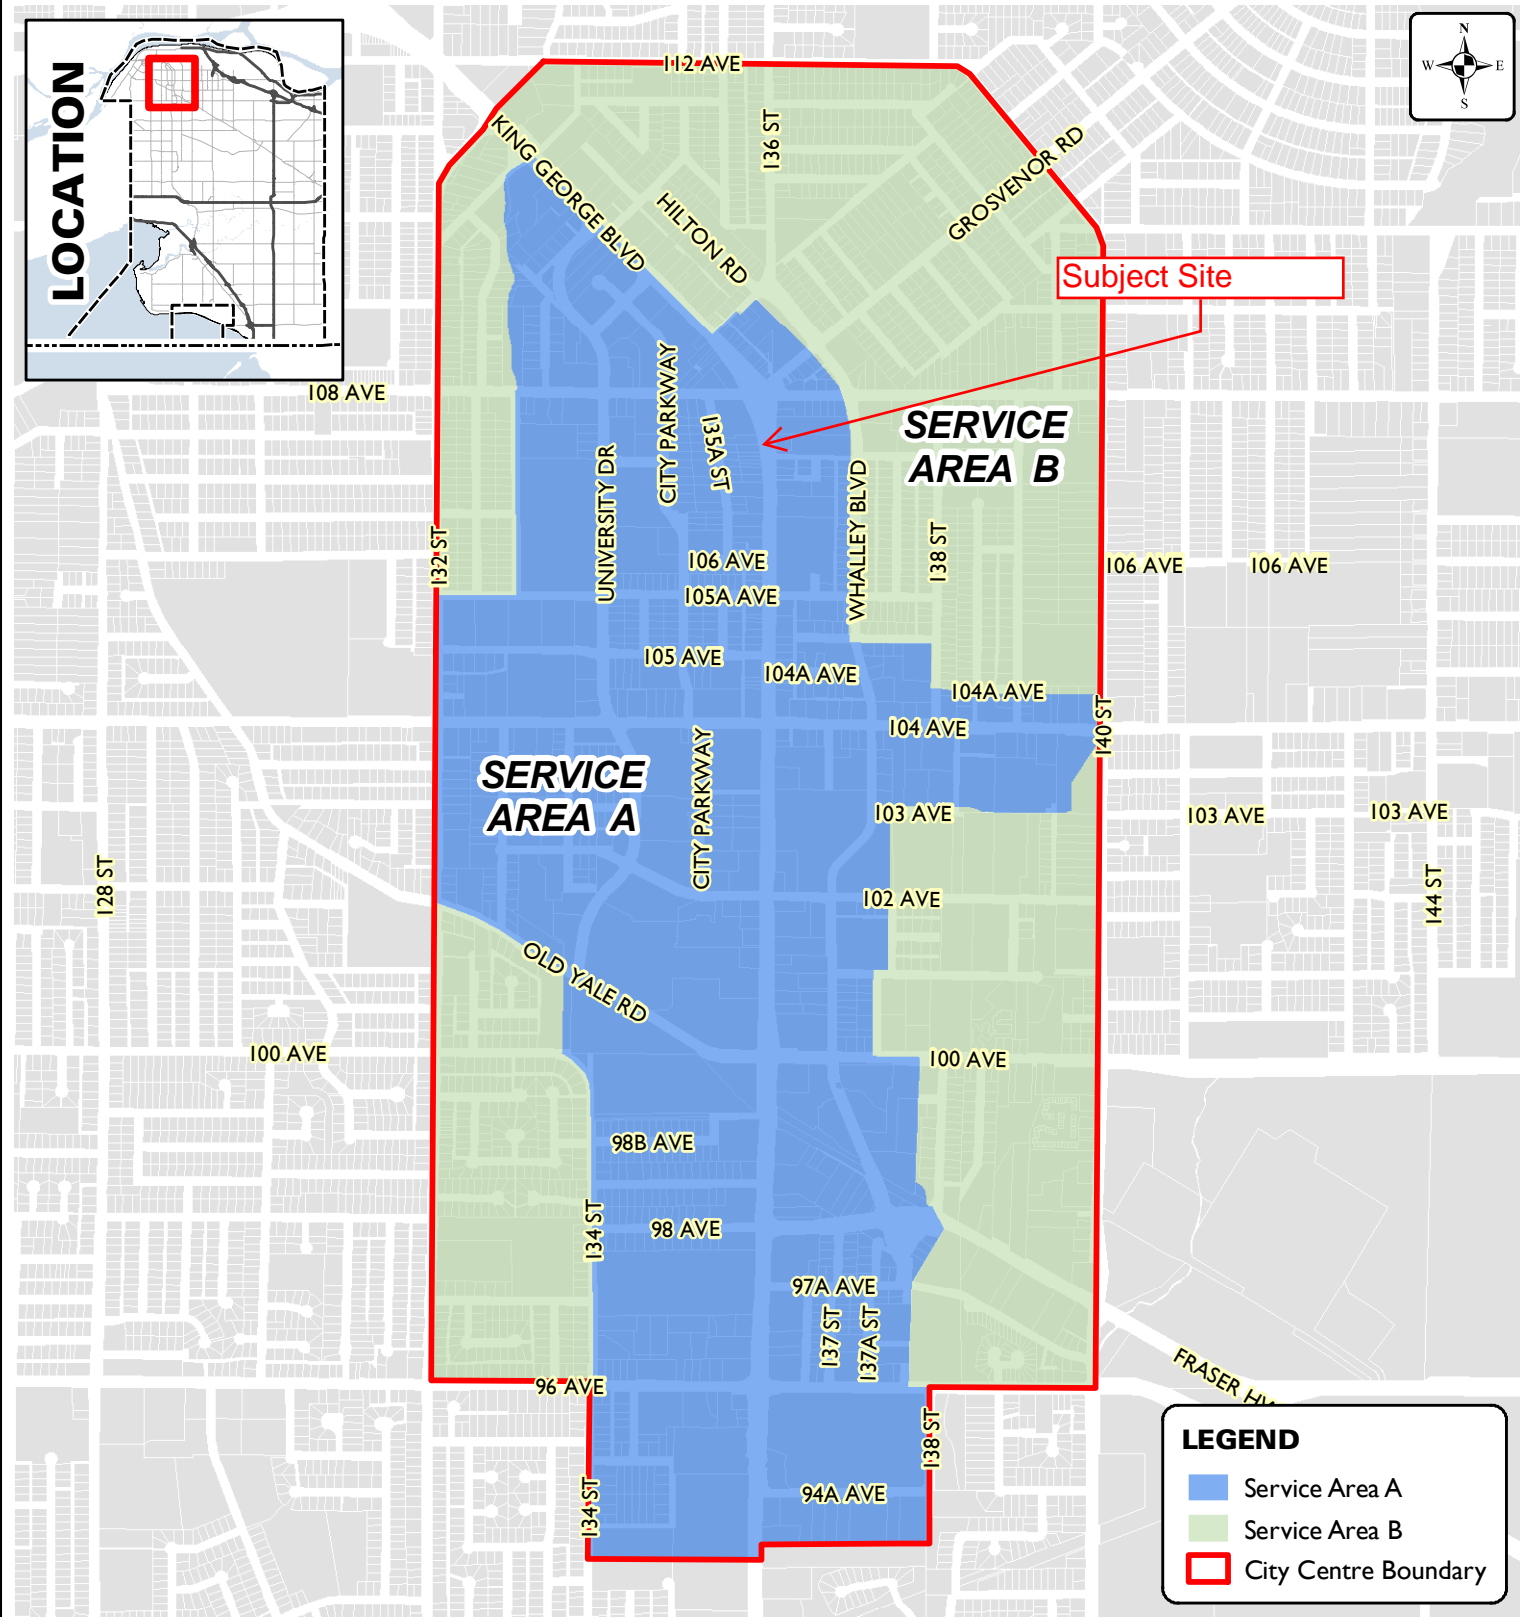 LOCATION
N
W
E
S
112 AVE
136 ST
KING GEORGE BLVD
HILTON RD
GROSVENOR RD
Subject Site
108 AVE
CITY PARKWAY
135A ST
SERVICE
AREA B
UNIVERSITY DR
WHALLEY BLVD
138 ST
132 ST
106 AVE
106 AVE
106 AVE
105A AVE
105 AVE
104A AVE
104A AVE
104 AVE
140 ST
CITY PARKWAY
SERVICE
AREA A
103 AVE
103 AVE
103 AVE
128 ST
102 AVE
144 ST
OLD YALE RD
100 AVE
100 AVE
98B AVE
134 ST
98 AVE
97A AVE
137 ST
137A ST
FRASER HW
96 AVE
138 ST
134 ST
94A AVE
LEGEND
Service Area A
Service Area B
City Centre Boundary